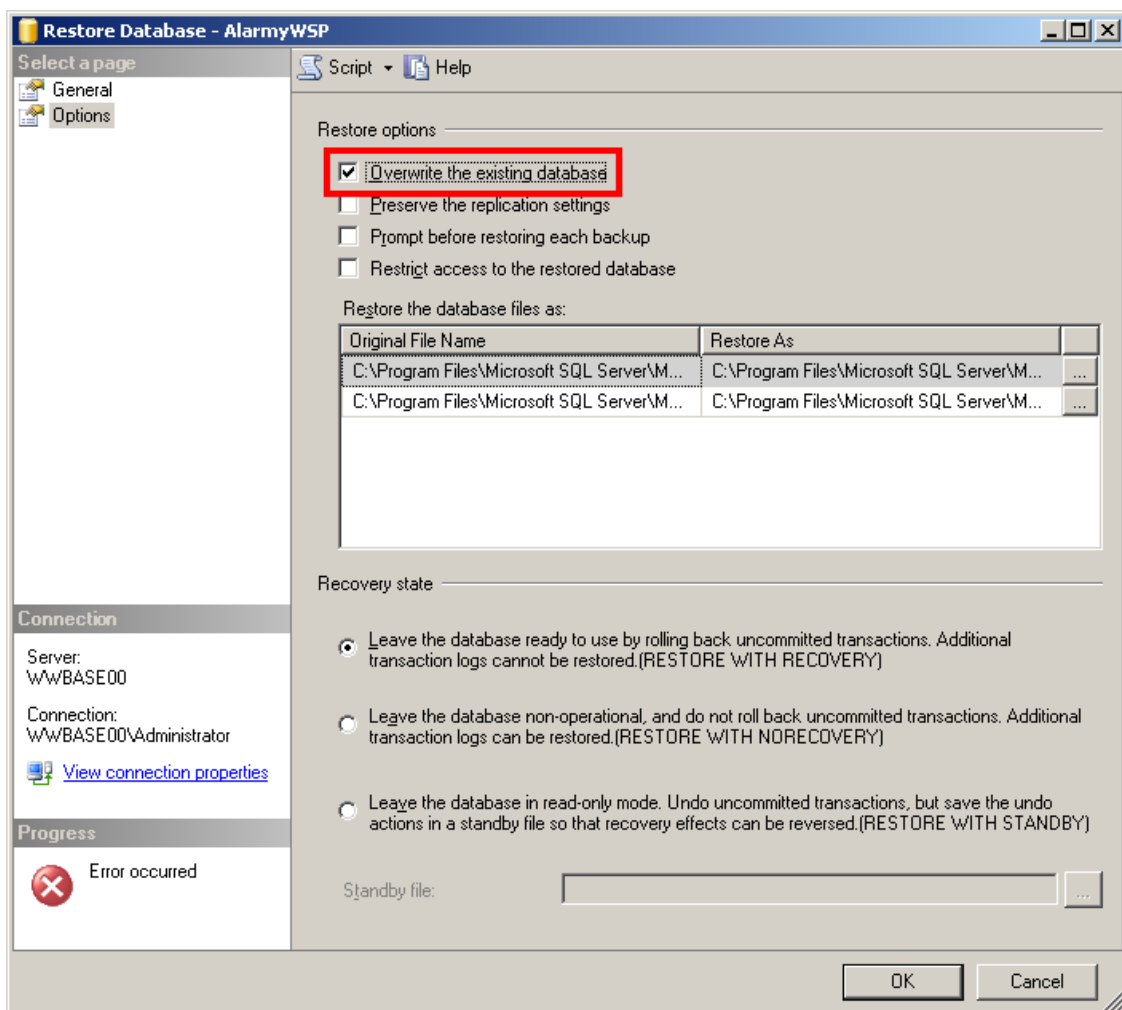 Restore Database - AlarmyWSP
Select a page
General
Options
Script
Help
Restore options
Overwrite the existing database
Preserve the replication settings
Prompt before restoring each backup
Restrict access to the restored database
Restore the database files as:
Original File Name
Restore As
C:\Program Files\Microsoft SQL Server\M...
C:\Program Files\Microsoft SQL Server\M...
...
C:\Program Files\Microsoft SQL Server\M...
C:\Program Files\Microsoft SQL Server\M...
...
Recovery state
Leave the database ready to use by rolling back uncommitted transactions. Additional
transaction logs cannot be restored.(RESTORE WITH RECOVERY)
Leave the database non-operational, and do not roll back uncommitted transactions. Additional
transaction logs can be restored.(RESTORE WITH NORECOVERY)
Leave the database in read-only mode. Undo uncommitted transactions, but save the undo
actions in a standby file so that recovery effects can be reversed.(RESTORE WITH STANDBY)
Standby file:
...
Connection
Server:
WWBASE00
Connection:
WWBASE00\Administrator
View connection properties
Progress
Error occurred
OK
Cancel